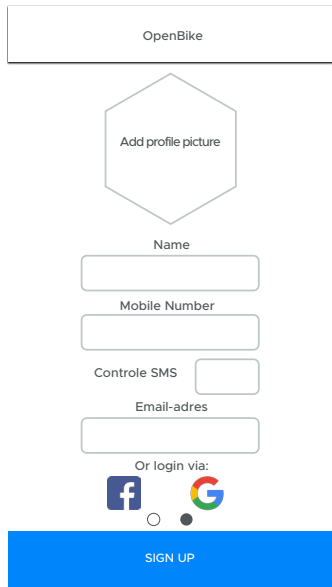 OpenBike
Add profile picture
Name
Mobile Number
Controle SMS
Email-adres
Or login via:
SIGN UP